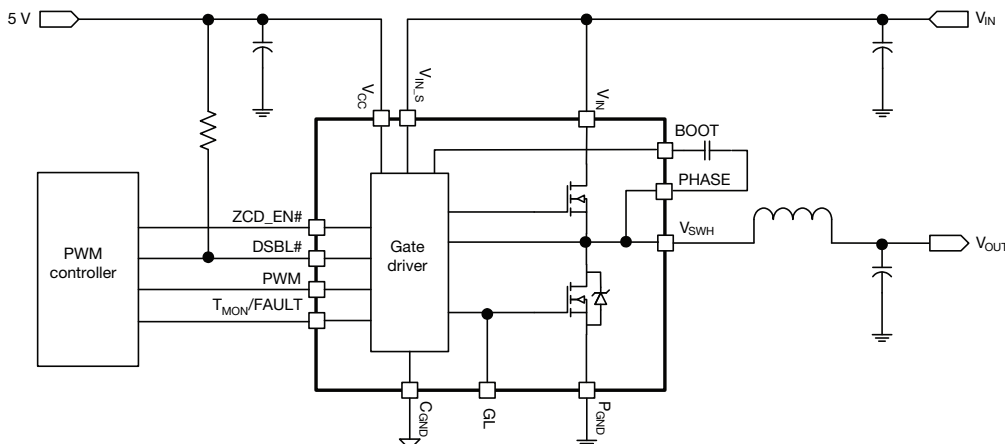 5 V
V_IN
V_CC
V_IN_S
V_IN
BOOT
PHASE
ZCD_EN#
DSBL#
PWM
T_MON/FAULT
PWM
controller
Gate
driver
V_SWH
V_OUT
C_GND
GL
P_GND